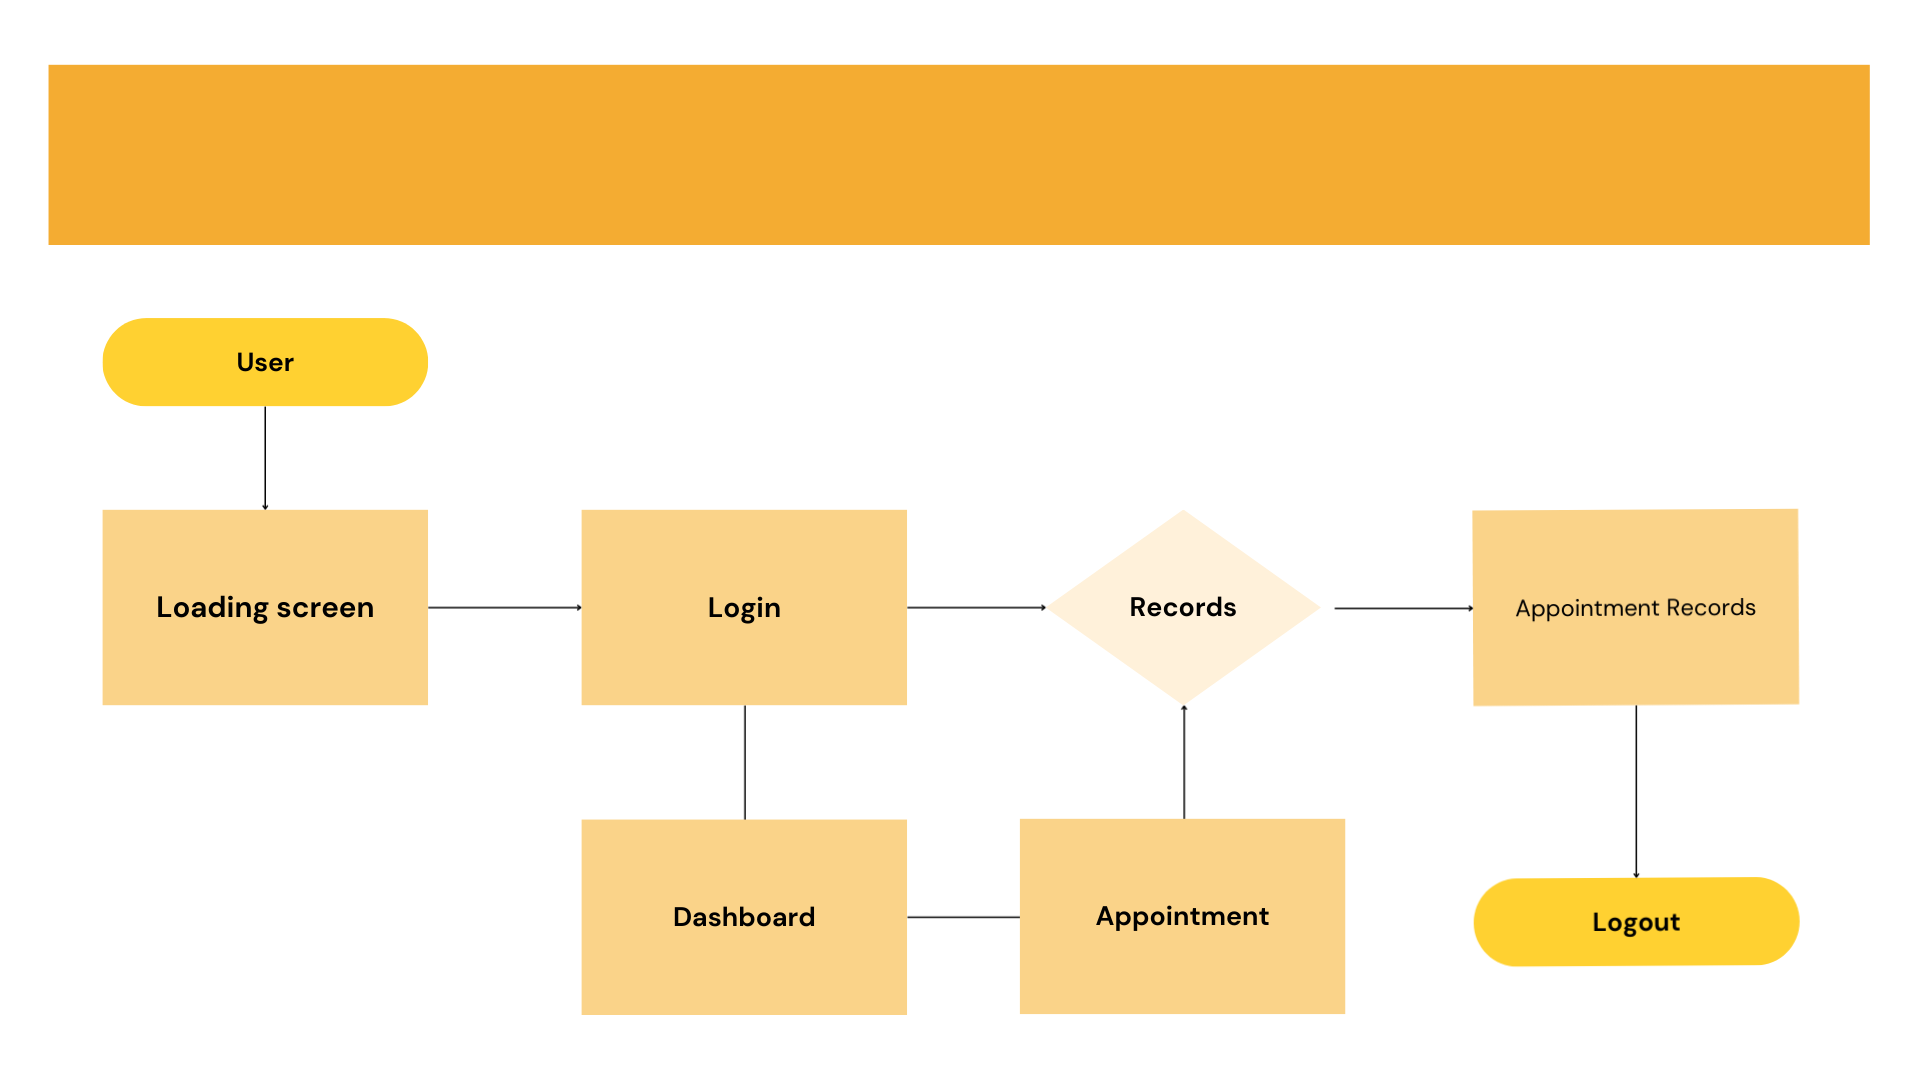 User
Loading screen
Login
Records
Appointment Records
Dashboard
Appointment
Logout